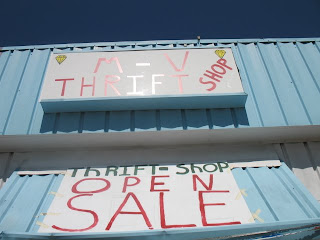 M - V
THRIFT SHOP
THRIFT - SHOP
OPEN
SALE